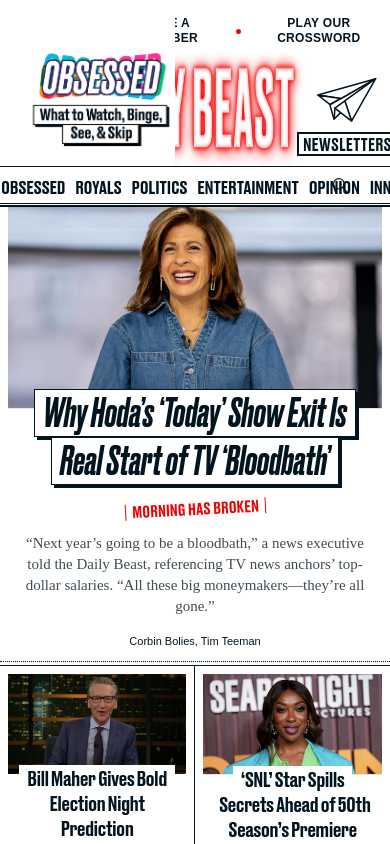 E A
BER
PLAY OUR
CROSSWORD
OBSESSED
What to Watch, Binge,
See, & Skip
Y BEAST
NEWSLETTERS
OBSESSED ROYALS POLITICS ENTERTAINMENT OPINION INN
Why Hoda’s ‘Today’ Show Exit Is
Real Start of TV ‘Bloodbath’
MORNING HAS BROKEN
“Next year’s going to be a bloodbath,” a news executive
told the Daily Beast, referencing TV news anchors’ top-
dollar salaries. “All these big moneymakers—they’re all
gone.”
Corbin Bolies, Tim Teeman
SEARCHLIGHT
CTURES
Bill Maher Gives Bold
Election Night
Prediction
‘SNL’ Star Spills
Secrets Ahead of 50th
Season’s Premiere